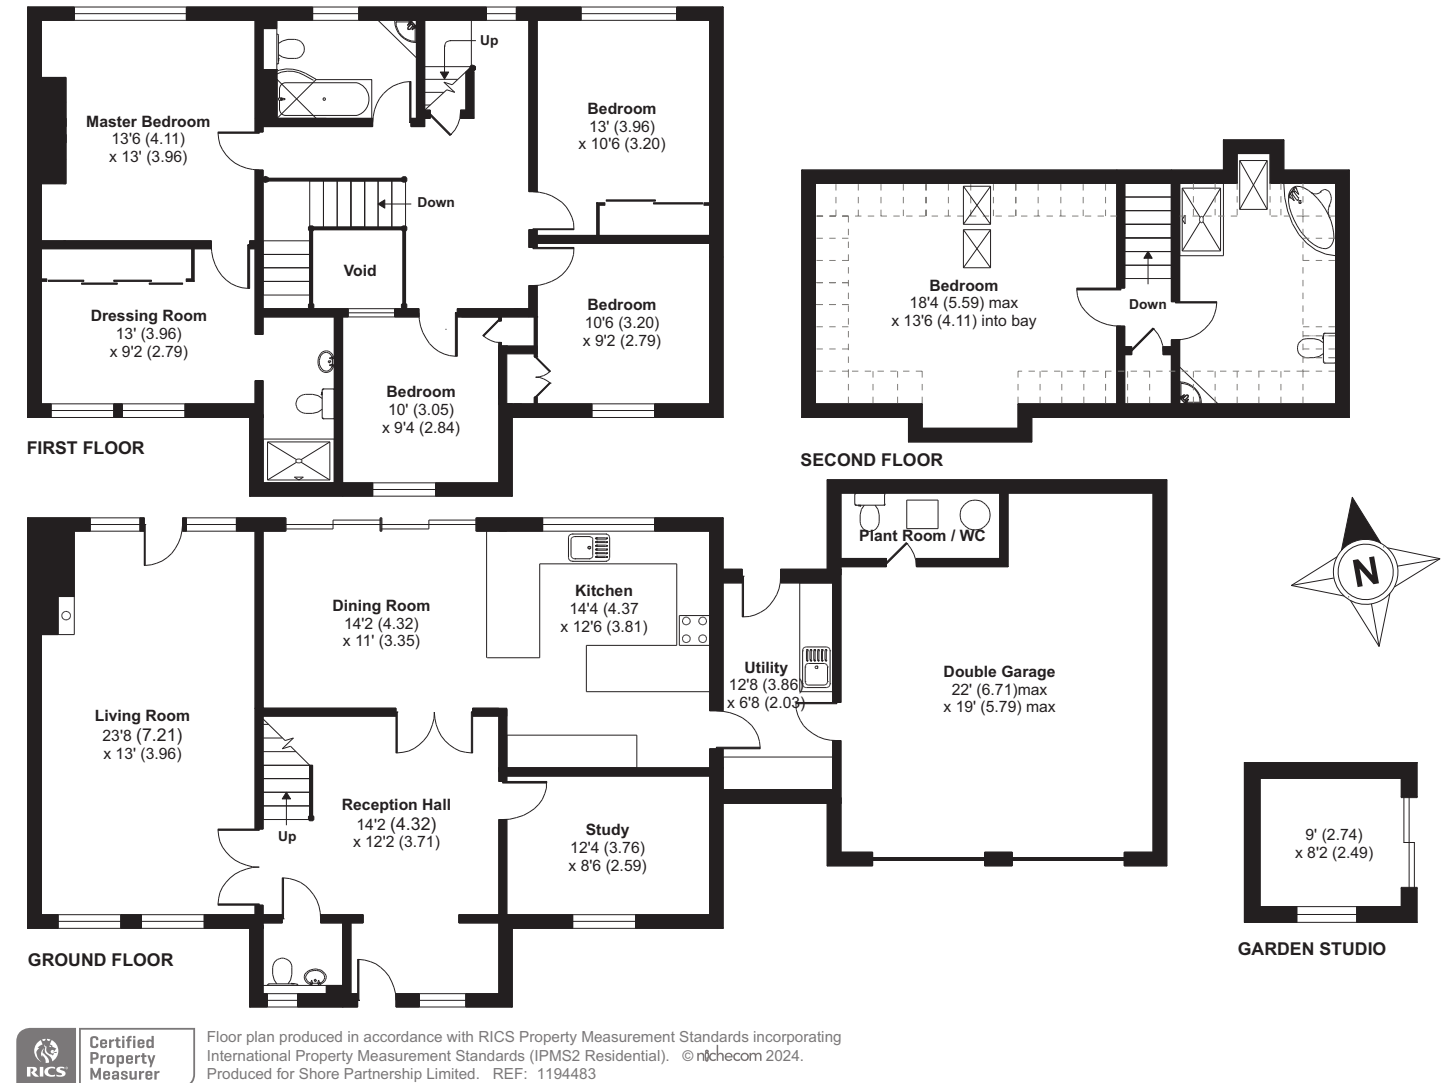 Up
Master Bedroom
13'6 (4.11)
x 13' (3.96)
Bedroom
13' (3.96)
x 10'6 (3.20)
Down
Void
Dressing Room
13' (3.96)
x 9'2 (2.79)
Bedroom
10'6 (3.20)
x 9'2 (2.79)
Bedroom
10' (3.05)
x 9'4 (2.84)
FIRST FLOOR
Bedroom
18'4 (5.59) max
x 13'6 (4.11) into bay
Down
SECOND FLOOR
Plant Room / WC
Dining Room
14'2 (4.32)
x 11' (3.35)
Kitchen
14'4 (4.37
x 12'6 (3.81)
Utility
12'8 (3.86)
x 6'8 (2.03)
Double Garage
22' (6.71)max
x 19' (5.79) max
N
Living Room
23'8 (7.21)
x 13' (3.96)
Up
Reception Hall
14'2 (4.32)
x 12'2 (3.71)
Study
12'4 (3.76)
x 8'6 (2.59)
9' (2.74)
x 8'2 (2.49)
GROUND FLOOR
GARDEN STUDIO
RICS
Certified
Property
Measurer
Floor plan produced in accordance with RICS Property Measurement Standards incorporating
International Property Measurement Standards (IPMS2 Residential). © nichecom 2024.
Produced for Shore Partnership Limited. REF: 1194483